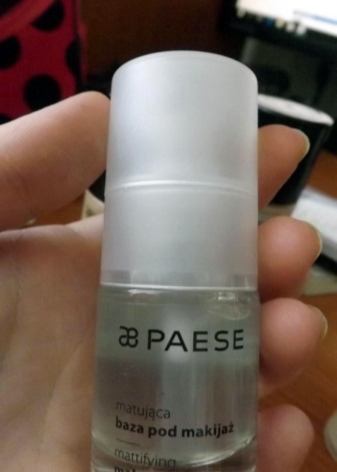 PAESE
matująca
baza pod makijaż
mattifying